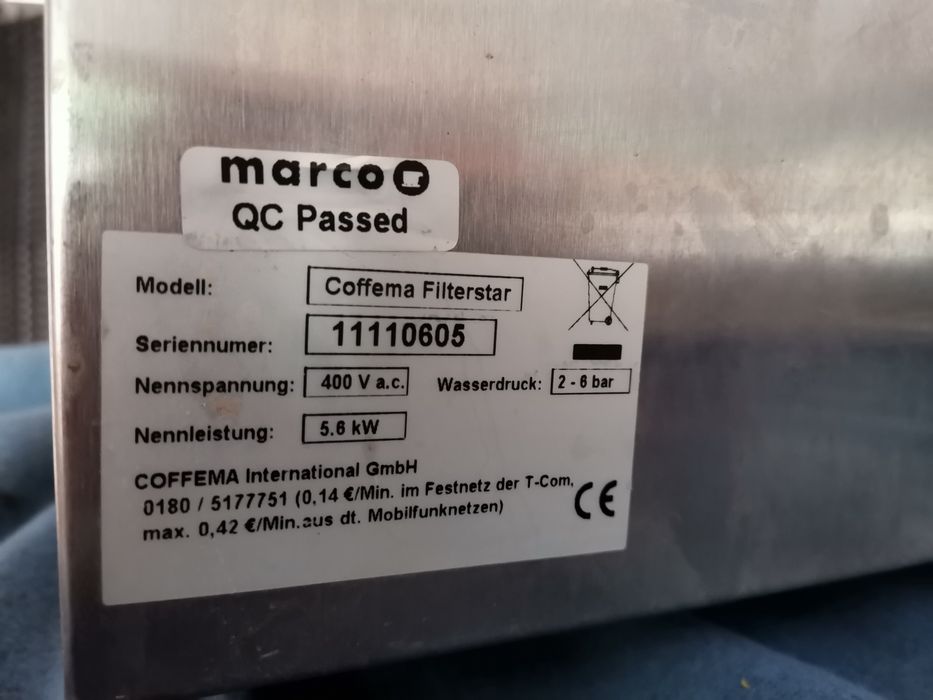 marco
QC Passed
Modell: Coffema Filterstar
Seriennumer: 11110605
Nennspannung: 400 V a.c. Wasserdruck: 2 - 6 bar
Nennleistung: 5.6 kW
COFFEMA International GmbH
0180 / 5177751 (0,14 €/Min. im Festnetz der T-Com,
max. 0,42 €/Min.aus dt. Mobilfunknetzen)
CE